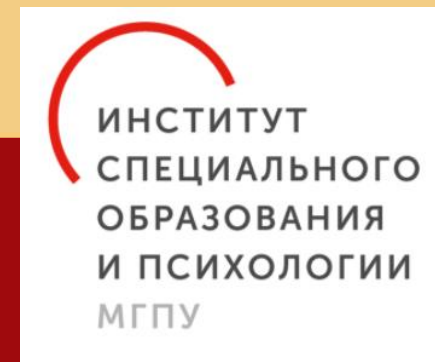 ИНСТИТУТ
СПЕЦИАЛЬНОГО
ОБРАЗОВАНИЯ
И ПСИХОЛОГИИ
МГПУ